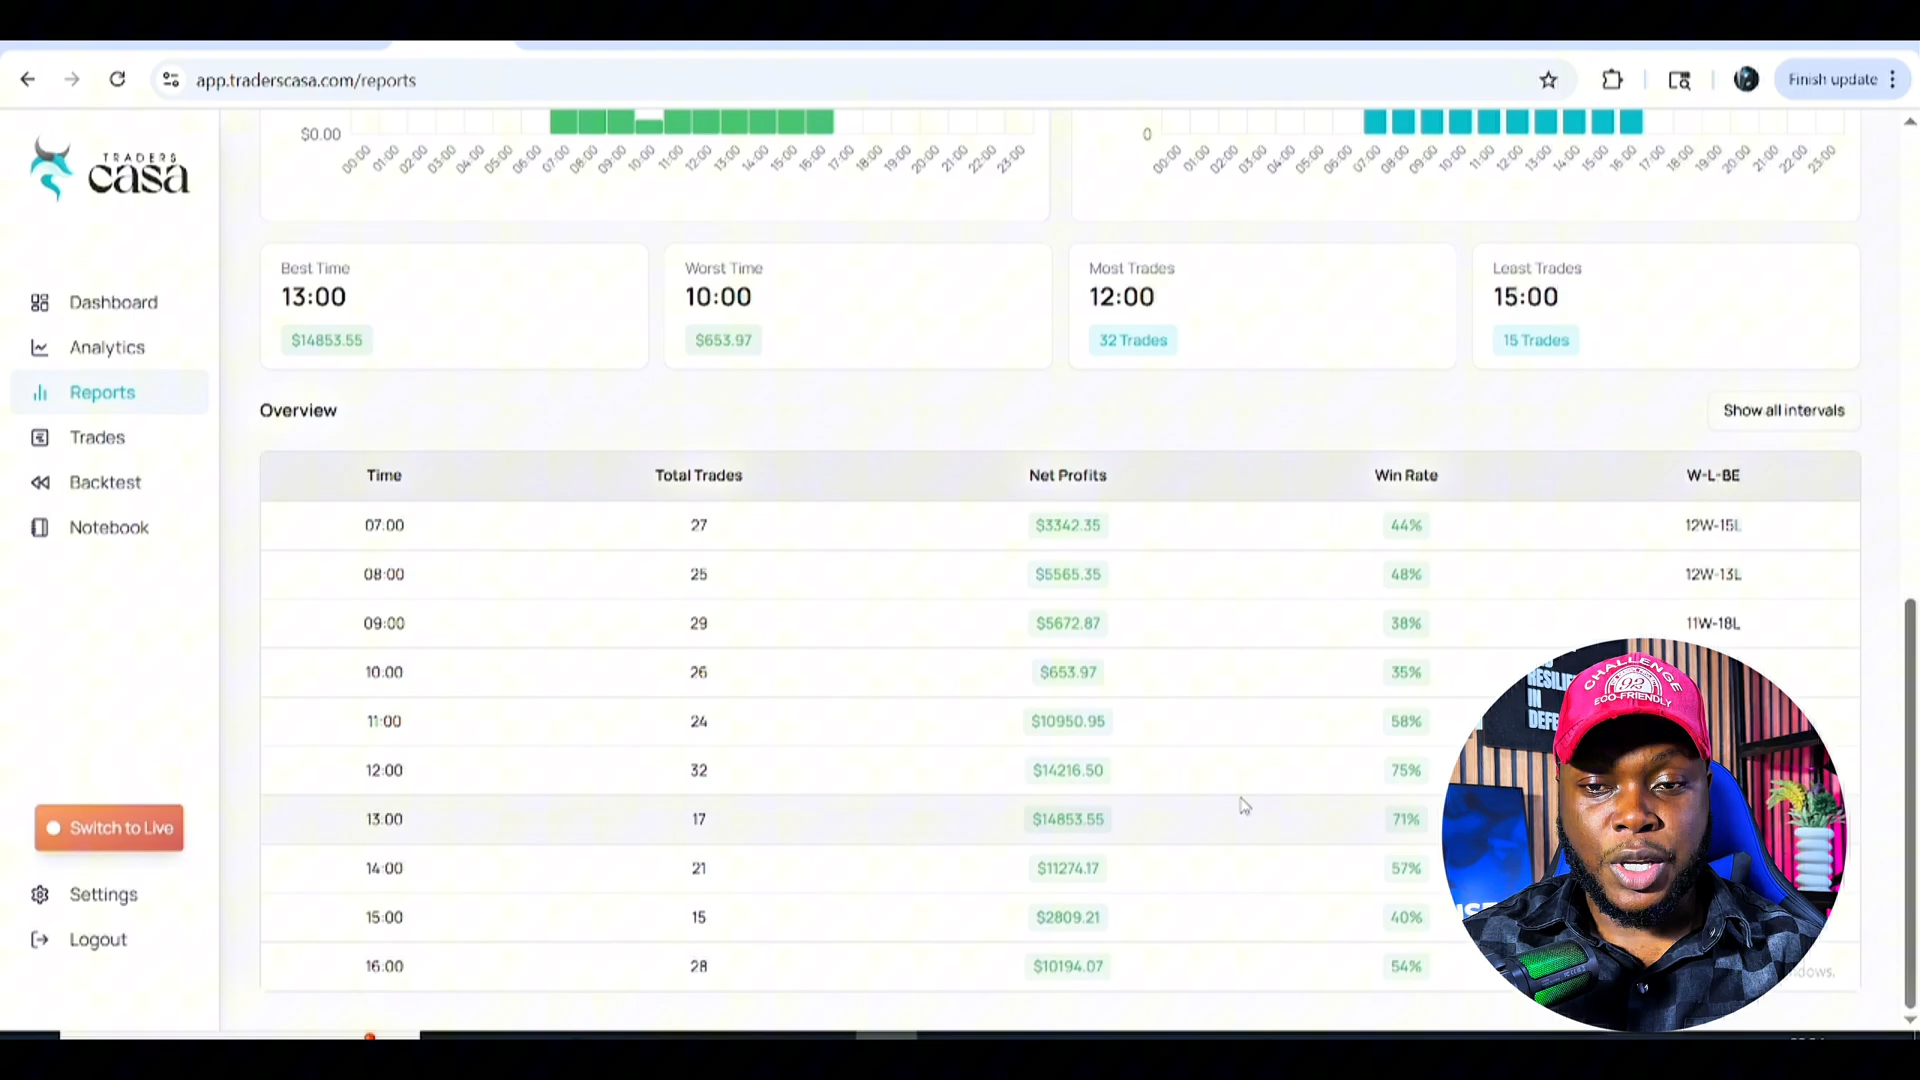 app.traderscasa.com/reports
Finish update
TRADERS
casa
Dashboard
Analytics
Reports
Trades
Backtest
Notebook
Switch to Live
Settings
Logout
$0.00
00:00 01:00 02:00 03:00 04:00 05:00 06:00 07:00 08:00 09:00 10:00 11:00 12:00 13:00 14:00 15:00 16:00 17:00 18:00 19:00 20:00 21:00 22:00 23:00
0
00:00 01:00 02:00 03:00 04:00 05:00 06:00 07:00 08:00 09:00 10:00 11:00 12:00 13:00 14:00 15:00 16:00 17:00 18:00 19:00 20:00 21:00 22:00 23:00
Best Time
13:00
$14853.55
Worst Time
10:00
$653.97
Most Trades
12:00
32 Trades
Least Trades
15:00
15 Trades
Overview
Show all intervals
Time Total Trades Net Profits Win Rate W-L-BE
07:00 27 $3342.35 44% 12W-15L
08:00 25 $5565.35 48% 12W-13L
09:00 29 $5672.87 38% 11W-18L
10:00 26 $653.97 35%
11:00 24 $10950.95 58%
12:00 32 $14216.50 75%
13:00 17 $14853.55 71%
14:00 21 $11274.17 57%
15:00 15 $2809.21 40%
16:00 28 $10194.07 54%
CHALLENGE
92
ECO-FRIENDLY
IN